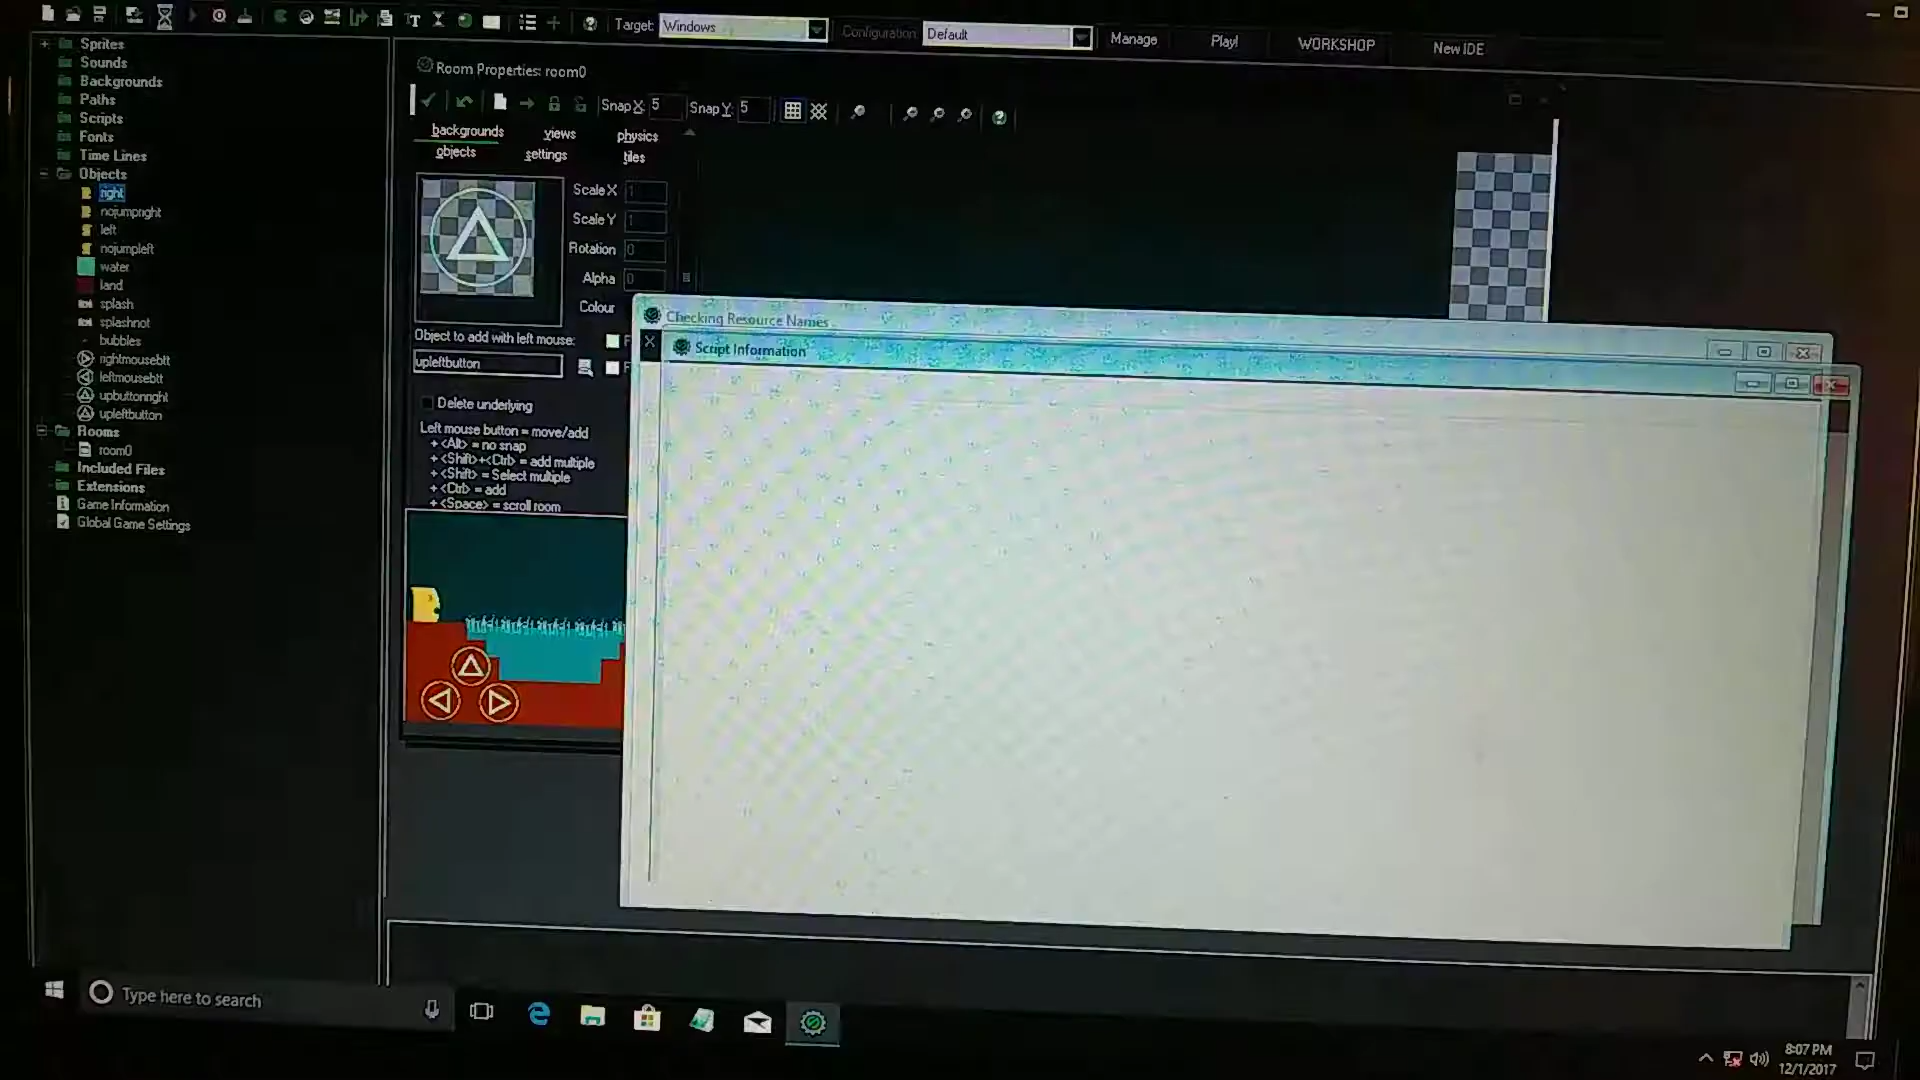 Target: Windows Configuration: Default Manage Play! WORKSHOP New IDE
Sprites
Sounds
Backgrounds
Paths
Scripts
Fonts
Time Lines
Objects
right
nojumpright
left
nojumpleft
water
land
splash
splashnot
bubbles
rightmousebtt
leftmousebtt
upbuttonright
upleftbutton
Rooms
room0
Included Files
Extensions
Game Information
Global Game Settings
Room Properties: room0
Snap X: 5 Snap Y: 5
backgrounds views physics
objects settings tiles
Scale X 1
Scale Y 1
Rotation 0
Alpha 0
Colour
Object to add with left mouse:
upleftbutton
F
F
Delete underlying
Left mouse button = move/add
+ <Alt> = no snap
+ <Shift>+<Ctrl> = add multiple
+ <Shift> = Select multiple
+ <Ctrl> = add
+ <Space> = scroll room
Checking Resource Names
Script Information
Type here to search
8:07 PM
12/1/2017